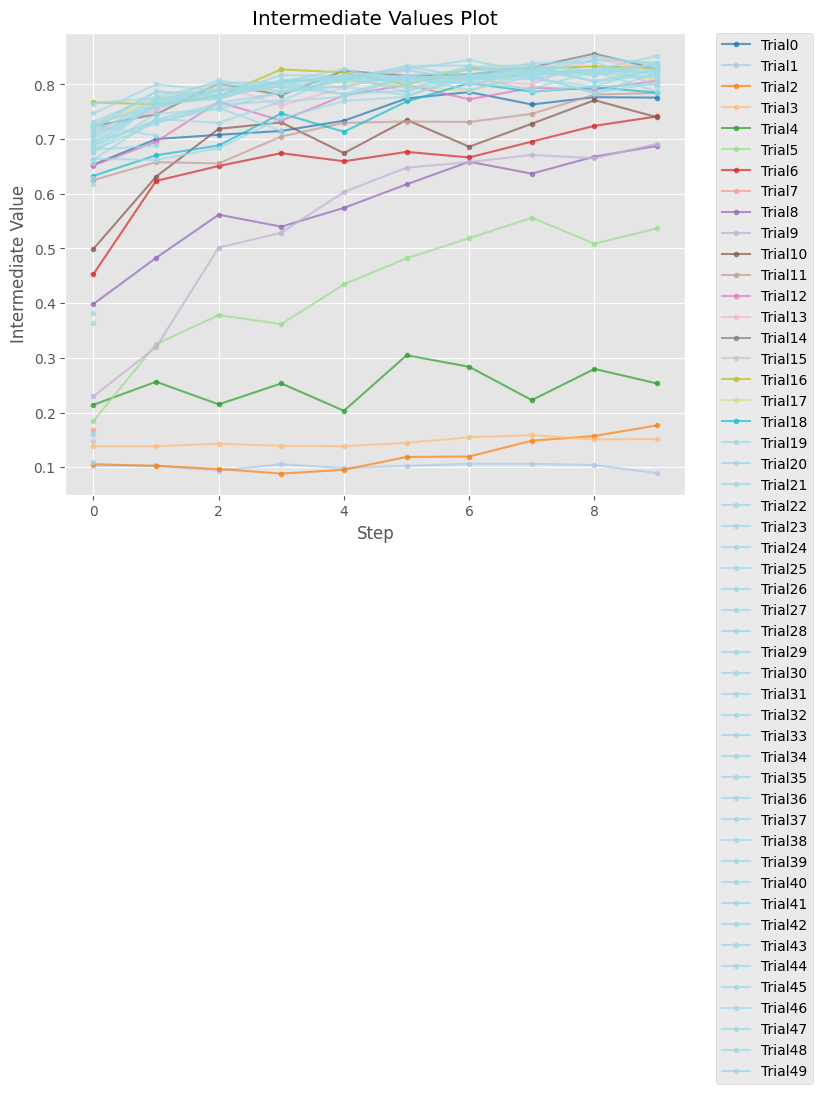 Intermediate Values Plot
Intermediate Value
0.8
0.7
0.6
0.5
0.4
0.3
0.2
0.1
0
2
4
6
8
Step
Trial0
Trial1
Trial2
Trial3
Trial4
Trial5
Trial6
Trial7
Trial8
Trial9
Trial10
Trial11
Trial12
Trial13
Trial14
Trial15
Trial16
Trial17
Trial18
Trial19
Trial20
Trial21
Trial22
Trial23
Trial24
Trial25
Trial26
Trial27
Trial28
Trial29
Trial30
Trial31
Trial32
Trial33
Trial34
Trial35
Trial36
Trial37
Trial38
Trial39
Trial40
Trial41
Trial42
Trial43
Trial44
Trial45
Trial46
Trial47
Trial48
Trial49